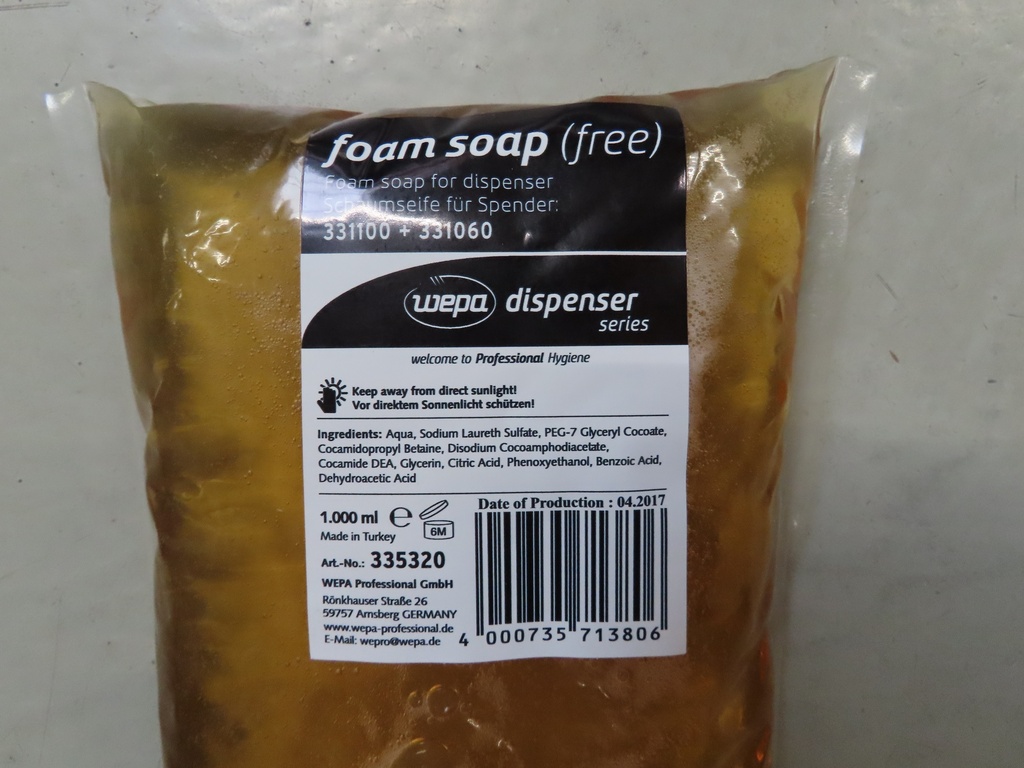 foam soap (free)
Foam soap for dispenser
Schaumseife für Spender:
331100 + 331060
wepa dispenser
series
welcome to Professional Hygiene
Keep away from direct sunlight!
Vor direktem Sonnenlicht schützen!
Ingredients: Aqua, Sodium Laureth Sulfate, PEG-7 Glyceryl Cocoate,
Cocamidopropyl Betaine, Disodium Cocoamphodiacetate,
Cocamide DEA, Glycerin, Citric Acid, Phenoxyethanol, Benzoic Acid,
Dehydroacetic Acid
1.000 ml ℮ 6M
Made in Turkey
Art.-No.: 335320
WEPA Professional GmbH
Rönkhauser Straße 26
59757 Arnsberg GERMANY
www.wepa-professional.de
E-Mail: wepro@wepa.de
Date of Production : 04.2017
4 000735 713806